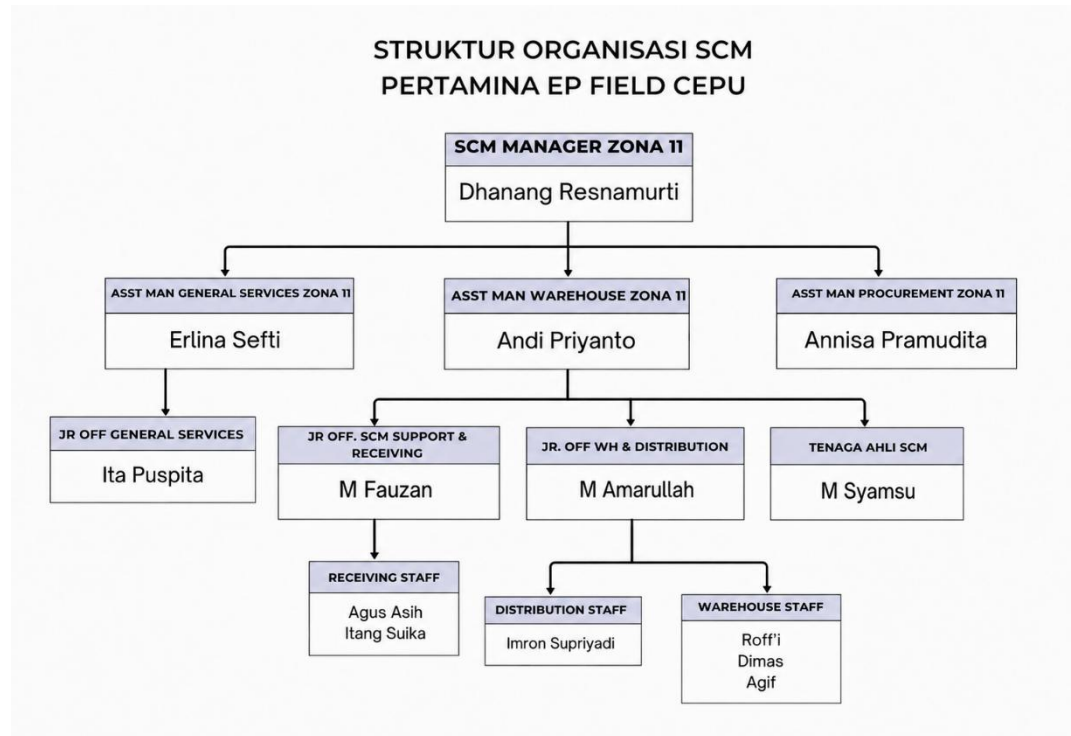 STRUKTUR ORGANISASI SCM
PERTAMINA EP FIELD CEPU
SCM MANAGER ZONA 11
Dhanang Resnamurti
ASST MAN GENERAL SERVICES ZONA 11
Erlina Sefti
ASST MAN WAREHOUSE ZONA 11
Andi Priyanto
ASST MAN PROCUREMENT ZONA 11
Annisa Pramudita
JR OFF GENERAL SERVICES
Ita Puspita
JR OFF. SCM SUPPORT &
RECEIVING
M Fauzan
JR. OFF WH & DISTRIBUTION
M Amarullah
TENAGA AHLI SCM
M Syamsu
RECEIVING STAFF
Agus Asih
Itang Suika
DISTRIBUTION STAFF
Imron Supriyadi
WAREHOUSE STAFF
Roff'i
Dimas
Agif